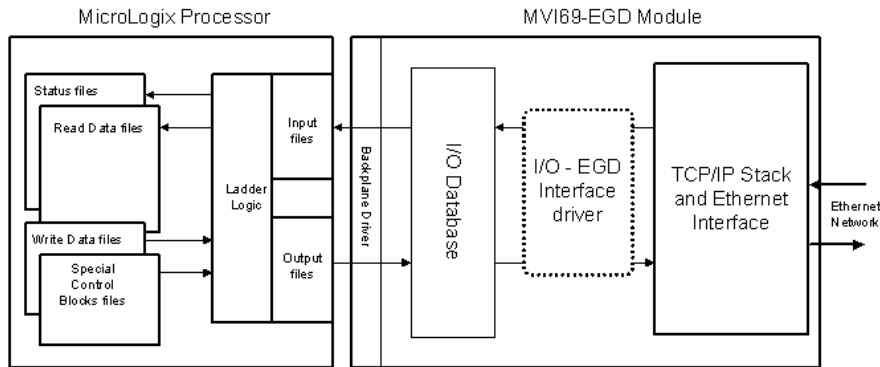 MicroLogix Processor
MVI69-EGD Module
Status files
Read Data files
Write Data files
Special
Control
Blocks files
Ladder
Logic
Input
files
Output
files
Backplane Driver
I/O Database
I/O - EGD
Interface
driver
TCP/IP Stack
and Ethernet
Interface
Ethernet
Network